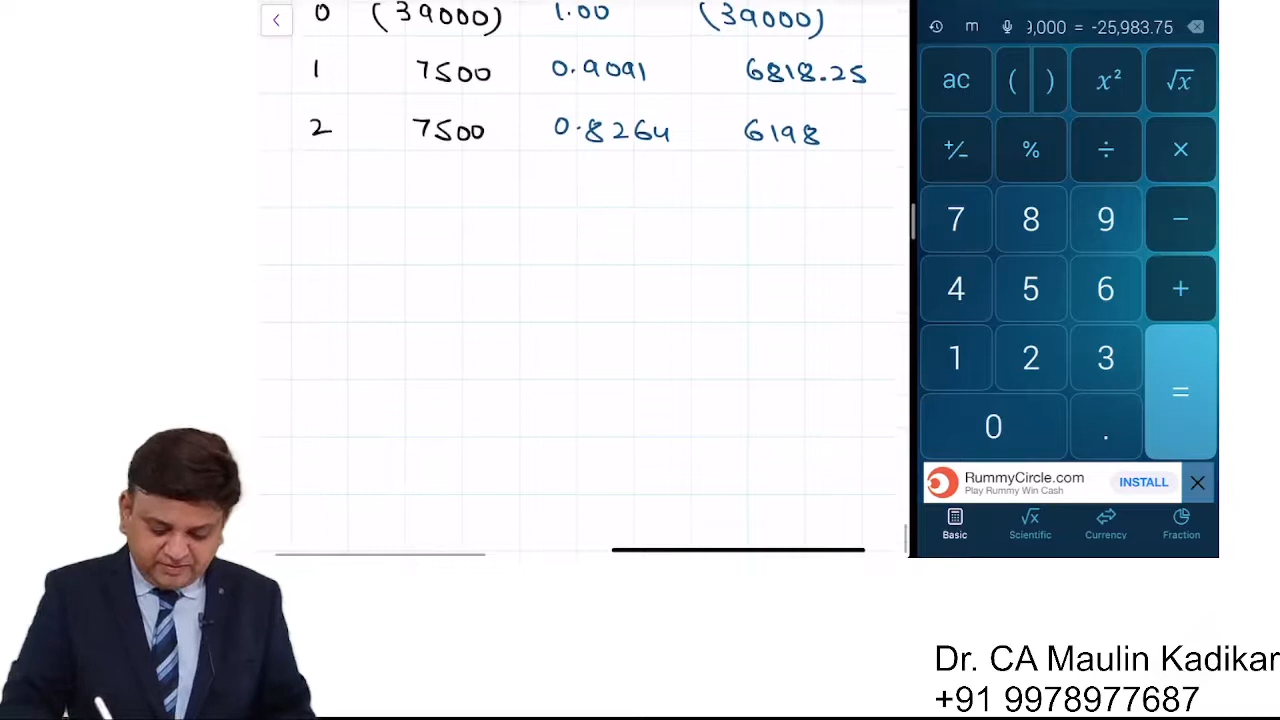 0 (39000) 1.00 (39000)
1 7500 0.9091 6818.25
2 7500 0.8264 6198
m 9,000 = -25,983.75
ac ( ) x² √x
+/− % ÷ ×
7 8 9 −
4 5 6 +
1 2 3 =
0 .
RummyCircle.com
Play Rummy Win Cash
INSTALL
√x
Basic Scientific Currency Fraction
Dr. CA Maulin Kadikar
+91 9978977687